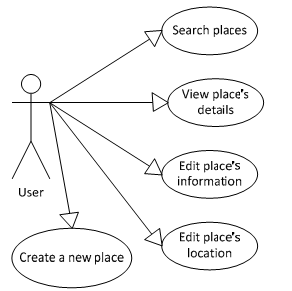 Search places
View place's
details
Edit place's
information
User
Edit place's
location
Create a new place